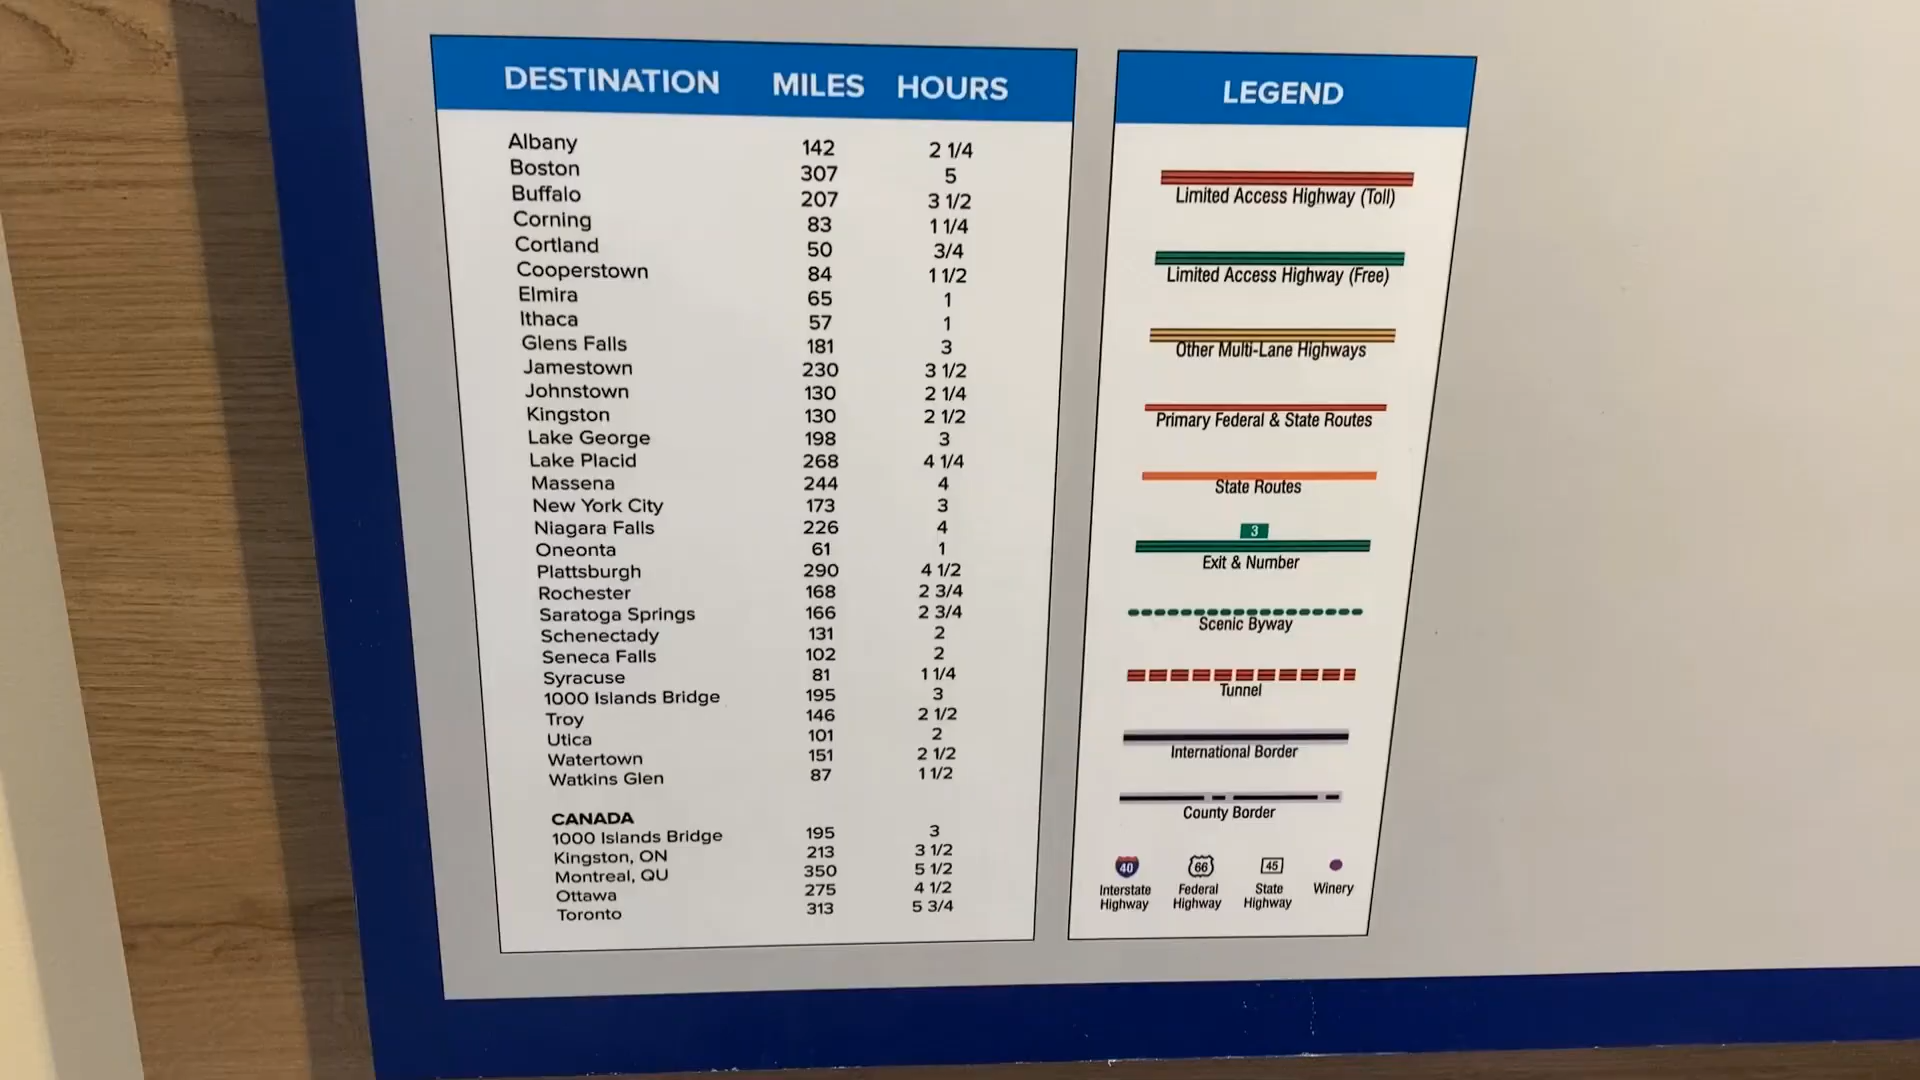 DESTINATION MILES HOURS
Albany 142 2 1/4
Boston 307 5
Buffalo 207 3 1/2
Corning 83 1 1/4
Cortland 50 3/4
Cooperstown 84 1 1/2
Elmira 65 1
Ithaca 57 1
Glens Falls 181 3
Jamestown 230 3 1/2
Johnstown 130 2 1/4
Kingston 130 2 1/2
Lake George 198 3
Lake Placid 268 4 1/4
Massena 244 4
New York City 173 3
Niagara Falls 226 4
Oneonta 61 1
Plattsburgh 290 4 1/2
Rochester 168 2 3/4
Saratoga Springs 166 2 3/4
Schenectady 131 2
Seneca Falls 102 2
Syracuse 81 1 1/4
1000 Islands Bridge 195 3
Troy 146 2 1/2
Utica 101 2
Watertown 151 2 1/2
Watkins Glen 87 1 1/2
CANADA
1000 Islands Bridge 195 3
Kingston, ON 213 3 1/2
Montreal, QU 350 5 1/2
Ottawa 275 4 1/2
Toronto 313 5 3/4
LEGEND
Limited Access Highway (Toll)
Limited Access Highway (Free)
Other Multi-Lane Highways
Primary Federal & State Routes
State Routes
3
Exit & Number
Scenic Byway
Tunnel
International Border
County Border
40 66 45
Interstate Federal State Winery
Highway Highway Highway